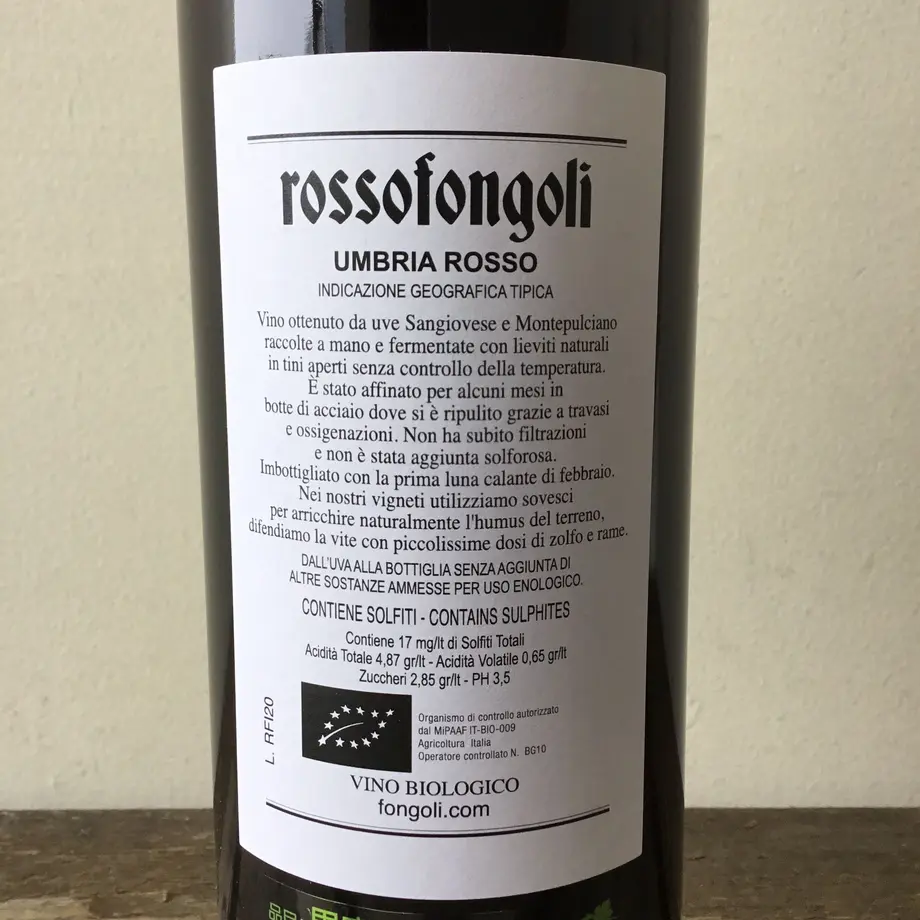 rossofongoli
UMBRIA ROSSO
INDICAZIONE GEOGRAFICA TIPICA
Vino ottenuto da uve Sangiovese e Montepulciano
raccolte a mano e fermentate con lieviti naturali
in tini aperti senza controllo della temperatura.
È stato affinato per alcuni mesi in
botte di acciaio dove si è ripulito grazie a travasi
e ossigenazioni. Non ha subito filtrazioni
e non è stata aggiunta solforosa.
Imbottigliato con la prima luna calante di febbraio.
Nei nostri vigneti utilizziamo sovesci
per arricchire naturalmente l'humus del terreno,
difendiamo la vite con piccolissime dosi di zolfo e rame.
DALL'UVA ALLA BOTTIGLIA SENZA AGGIUNTA DI
ALTRE SOSTANZE AMMESSE PER USO ENOLOGICO.
CONTIENE SOLFITI - CONTAINS SULPHITES
Contiene 17 mg/lt di Solfiti Totali
Acidità Totale 4,87 gr/lt - Acidità Volatile 0,65 gr/lt
Zuccheri 2,85 gr/lt - PH 3,5
L. RFI20
Organismo di controllo autorizzato
dal MiPAAF IT-BIO-009
Agricoltura Italia
Operatore controllato N. BG10
VINO BIOLOGICO
fongoli.com